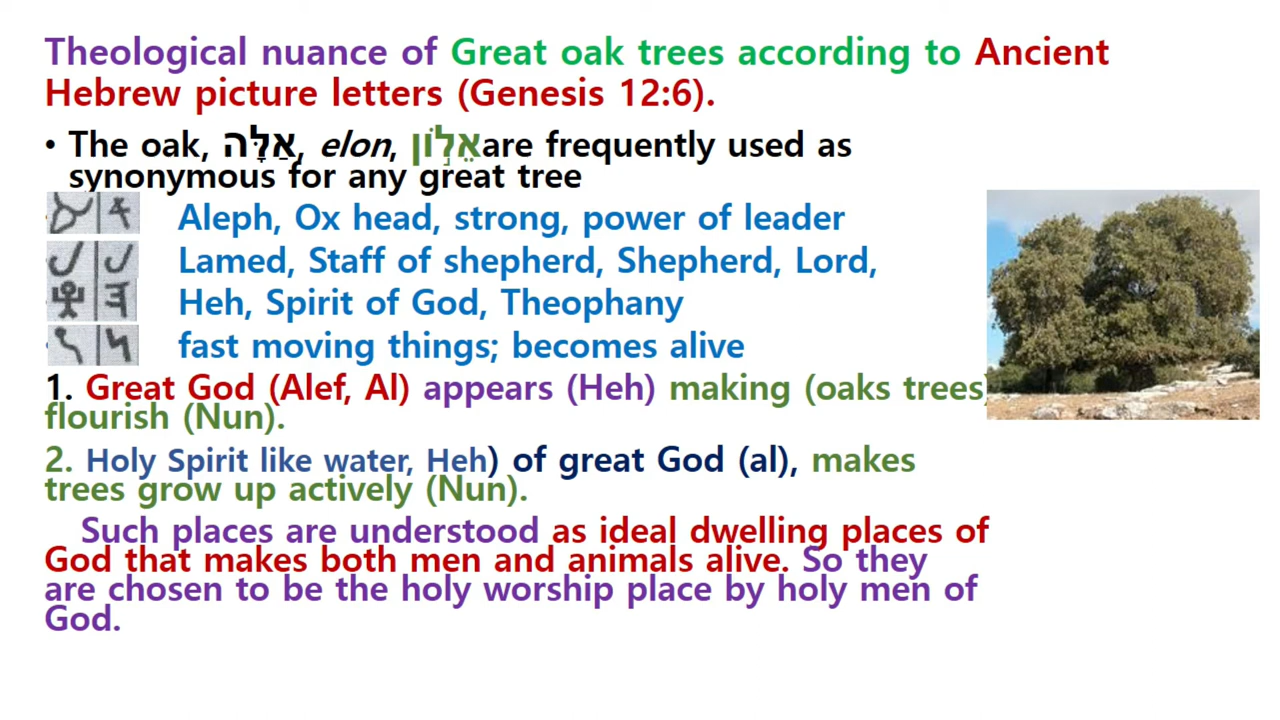 Theological nuance of Great oak trees according to Ancient
Hebrew picture letters (Genesis 12:6).
• The oak, אַלָּה, elon, אֵלֹ֣וןare frequently used as
synonymous for any great tree
Aleph, Ox head, strong, power of leader
Lamed, Staff of shepherd, Shepherd, Lord,
Heh, Spirit of God, Theophany
fast moving things; becomes alive
1. Great God (Alef, Al) appears (Heh) making (oaks trees)
flourish (Nun).
2. Holy Spirit like water, Heh) of great God (al), makes
trees grow up actively (Nun).
Such places are understood as ideal dwelling places of
God that makes both men and animals alive. So they
are chosen to be the holy worship place by holy men of
God.